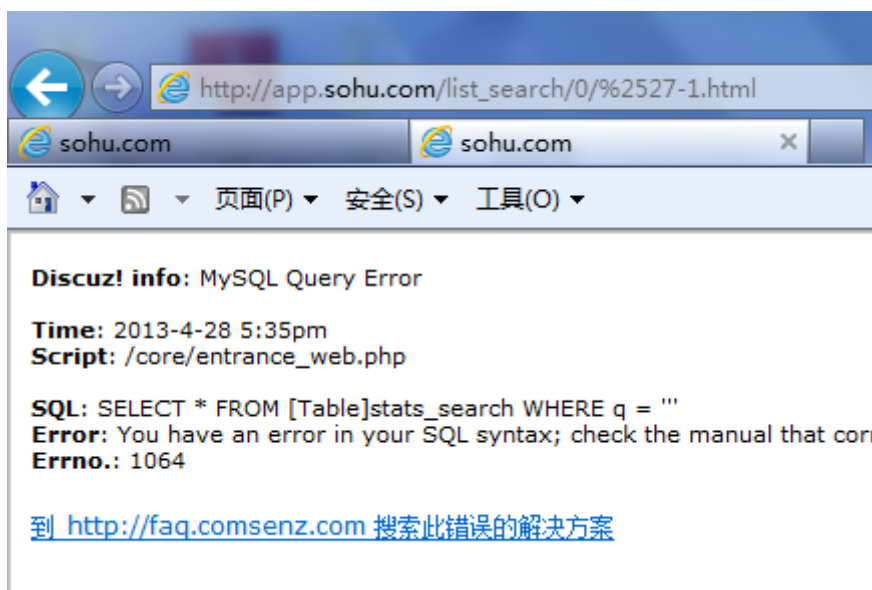 http://app.sohu.com/list_search/0/%2527-1.html
sohu.com
sohu.com
页面(P)
安全(S)
工具(O)
Discuz! info: MySQL Query Error
Time: 2013-4-28 5:35pm
Script: /core/entrance_web.php
SQL: SELECT * FROM [Table]stats_search WHERE q = '''
Error: You have an error in your SQL syntax; check the manual that
Errno.: 1064
到 http://faq.comsenz.com 搜索此错误的解决方案